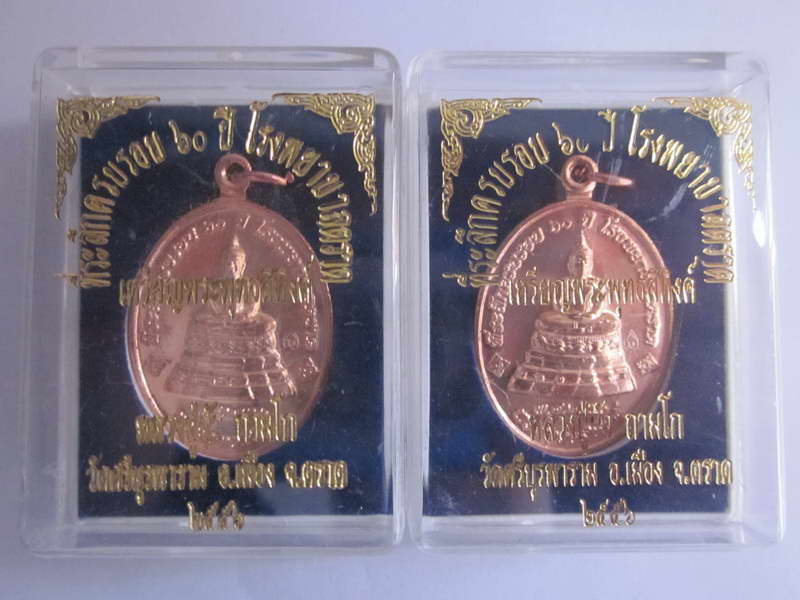 ที่ระลึกครบรอบ ๖๐ ปี โรงพยาบาลตราด
เหรียญพระพุทธสิหิงค์
ถามโก
วัดศรีบุรพาราม อ.เมือง จ.ตราด
๒๕๕๖
ที่ระลึกครบรอบ ๖๐ ปี โรงพยาบาลตราด
เหรียญพระพุทธสิหิงค์
ถามโก
วัดศรีบุรพาราม อ.เมือง จ.ตราด
๒๕๕๖